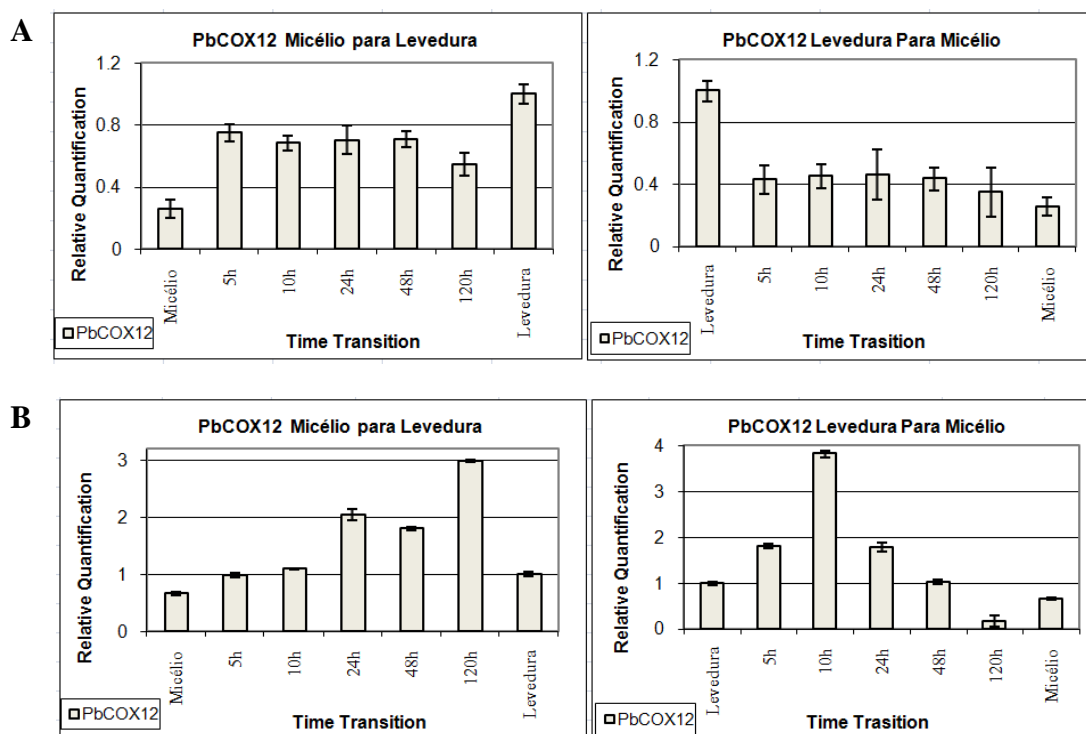 A
PbCOX12 Micélio para Levedura
Relative Quantification
1.2
0.8
0.4
0
Micélio
5h
10h
24h
48h
120h
Levedura
PbCOX12
Time Transition
PbCOX12 Levedura Para Micélio
Relative Quantification
1.2
0.8
0.4
0
Levedura
5h
10h
24h
48h
120h
Micélio
PbCOX12
Time Trasition
B
PbCOX12 Micélio para Levedura
Relative Quantification
3
2
1
0
Micélio
5h
10h
24h
48h
120h
Levedura
PbCOX12
Time Transition
PbCOX12 Levedura Para Micélio
Relative Quantification
4
3
2
1
0
Levedura
5h
10h
24h
48h
120h
Micélio
PbCOX12
Time Trasition